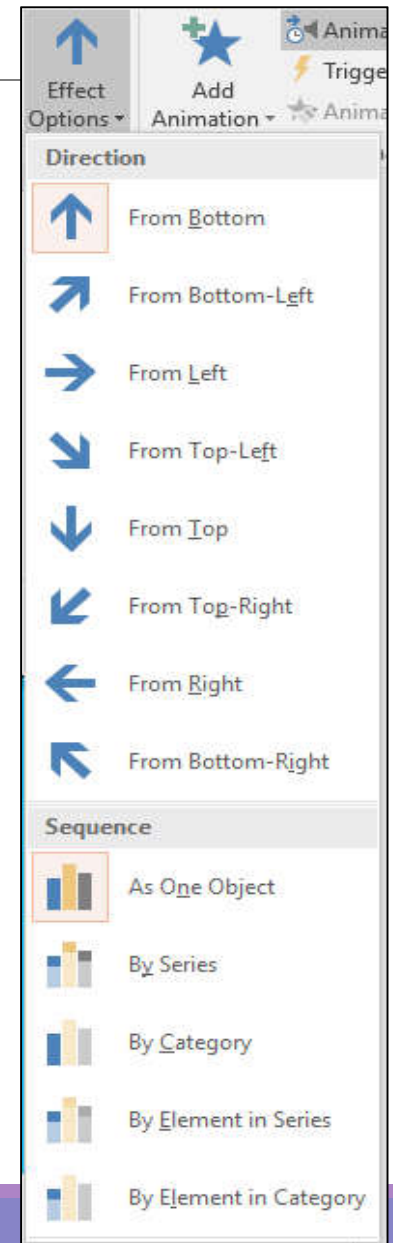 Effect
Options
Add
Animation
Anima
Trigge
Anima
Direction
From Bottom
From Bottom-Left
From Left
From Top-Left
From Top
From Top-Right
From Right
From Bottom-Right
Sequence
As One Object
By Series
By Category
By Element in Series
By Element in Category